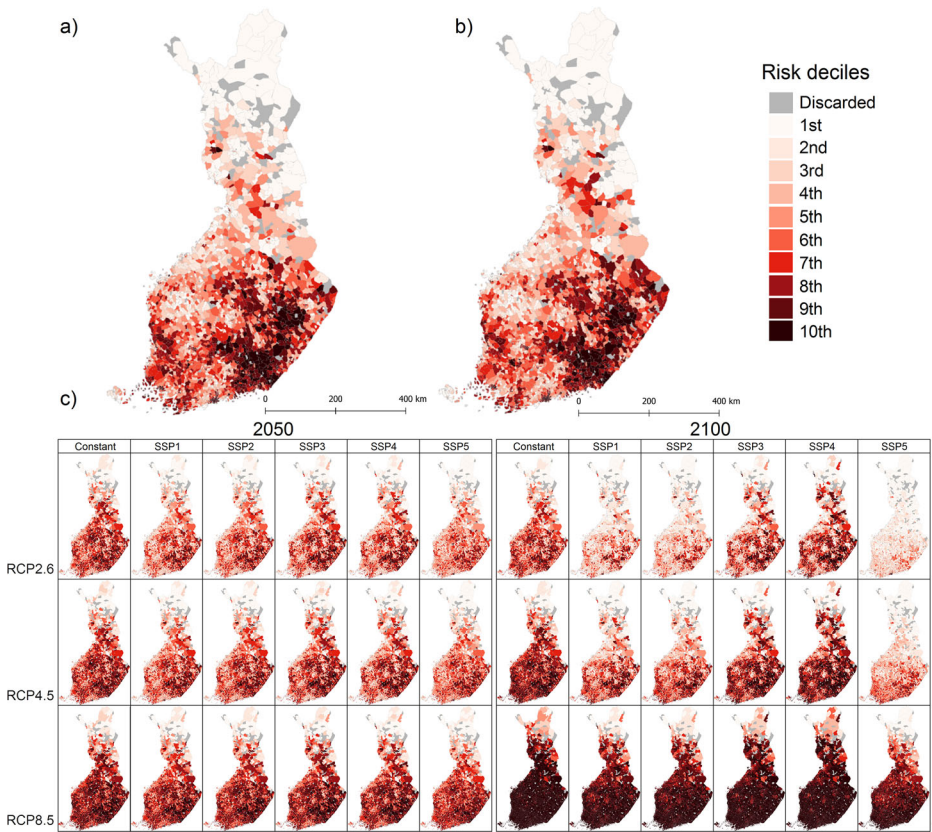 a)
b)
Risk deciles
Discarded
1st
2nd
3rd
4th
5th
6th
7th
8th
9th
10th
0 200 400 km
0 200 400 km
c)
2050 2100
Constant SSP1 SSP2 SSP3 SSP4 SSP5 Constant SSP1 SSP2 SSP3 SSP4 SSP5
RCP2.6
RCP4.5
RCP8.5